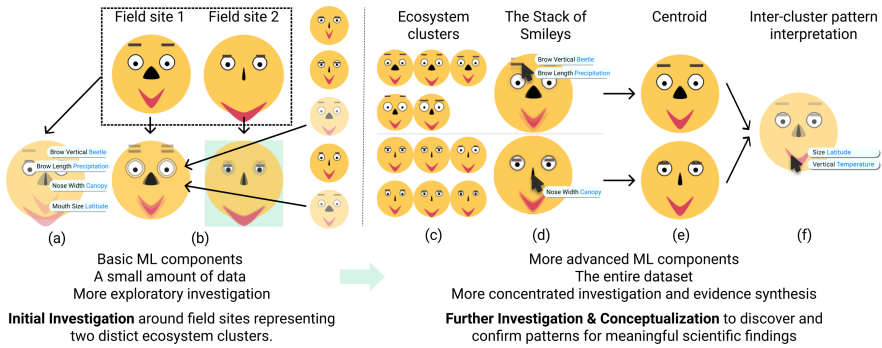 Field site 1
Field site 2
Ecosystem
clusters
The Stack of
Smileys
Centroid
Inter-cluster pattern
interpretation
Brow Vertical Beetle
Brow Length Precipitation
Brow Vertical Beetle
Brow Length Precipitation
Nose Width Canopy
Mouth Size Latitude
Nose Width Canopy
Size Latitude
Vertical Temperature
(a)
(b)
(c)
(d)
(e)
(f)
Basic ML components
A small amount of data
More exploratory investigation
Initial Investigation around field sites representing
two distict ecosystem clusters.
More advanced ML components
The entire dataset
More concentrated investigation and evidence synthesis
Further Investigation & Conceptualization to discover and
confirm patterns for meaningful scientific findings